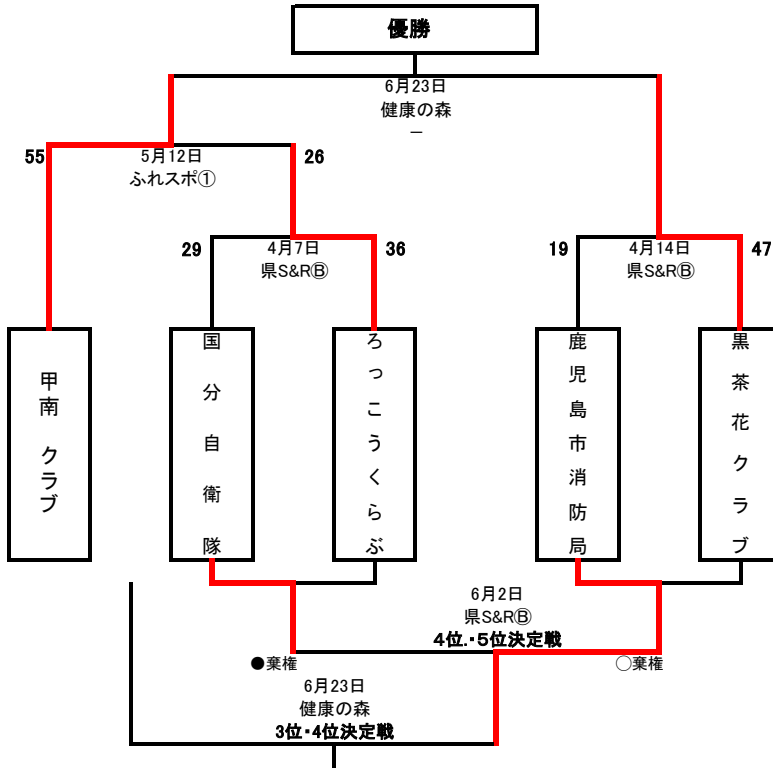 優勝
6月23日
健康の森
－
55
5月12日
ふれスポ①
26
29
4月7日
県S&RⒷ
36
19
4月14日
県S&RⒷ
47
甲南 クラブ
国分自衛隊
ろっこうくらぶ
鹿児島市消防局
黒茶花クラブ
6月2日
県S&RⒷ
4位.・5位決定戦
●棄権
○棄権
6月23日
健康の森
3位・4位決定戦